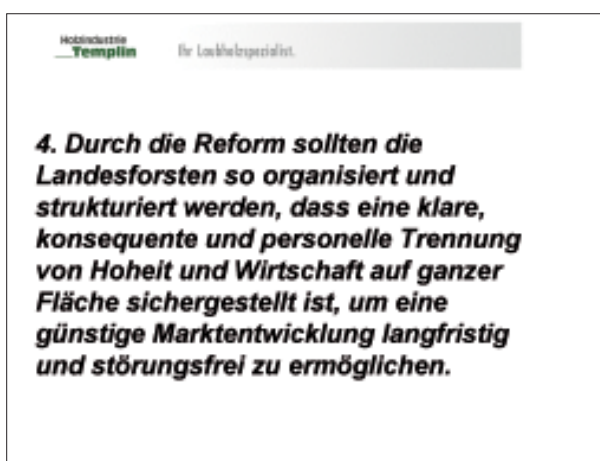 Holzindustrie
Templin
Ihr Laubholzspezialist.
4. Durch die Reform sollten die
Landesforsten so organisiert und
strukturiert werden, dass eine klare,
konsequente und personelle Trennung
von Hoheit und Wirtschaft auf ganzer
Fläche sichergestellt ist, um eine
günstige Marktentwicklung langfristig
und störungsfrei zu ermöglichen.